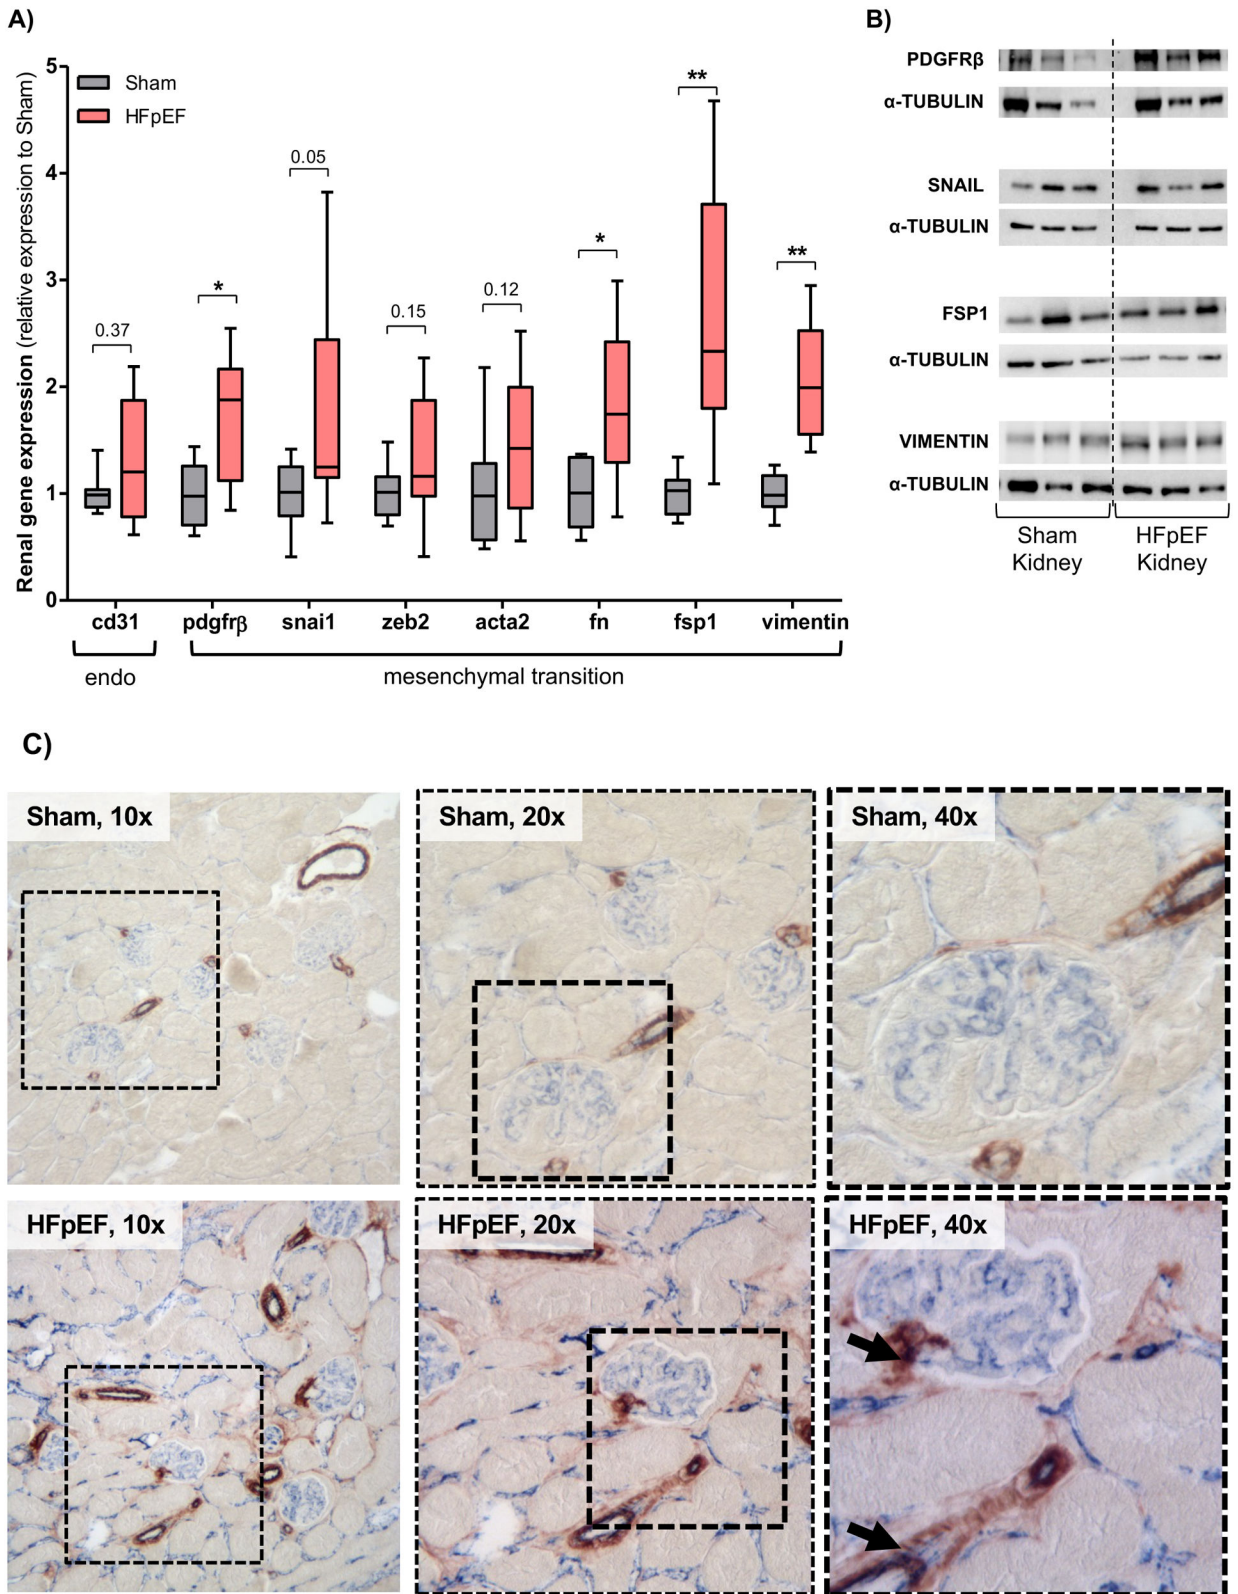 A)
Renal gene expression (relative expression to Sham)
5
4
3
2
1
0
Sham
HFpEF
0.37
*
0.05
0.15
0.12
*
**
**
cd31
pdgfrβ
snai1
zeb2
acta2
fn
fsp1
vimentin
endo
mesenchymal transition
B)
PDGFRβ
α-TUBULIN
SNAIL
α-TUBULIN
FSP1
α-TUBULIN
VIMENTIN
α-TUBULIN
Sham
Kidney
HFpEF
Kidney
C)
Sham, 10x
Sham, 20x
Sham, 40x
HFpEF, 10x
HFpEF, 20x
HFpEF, 40x